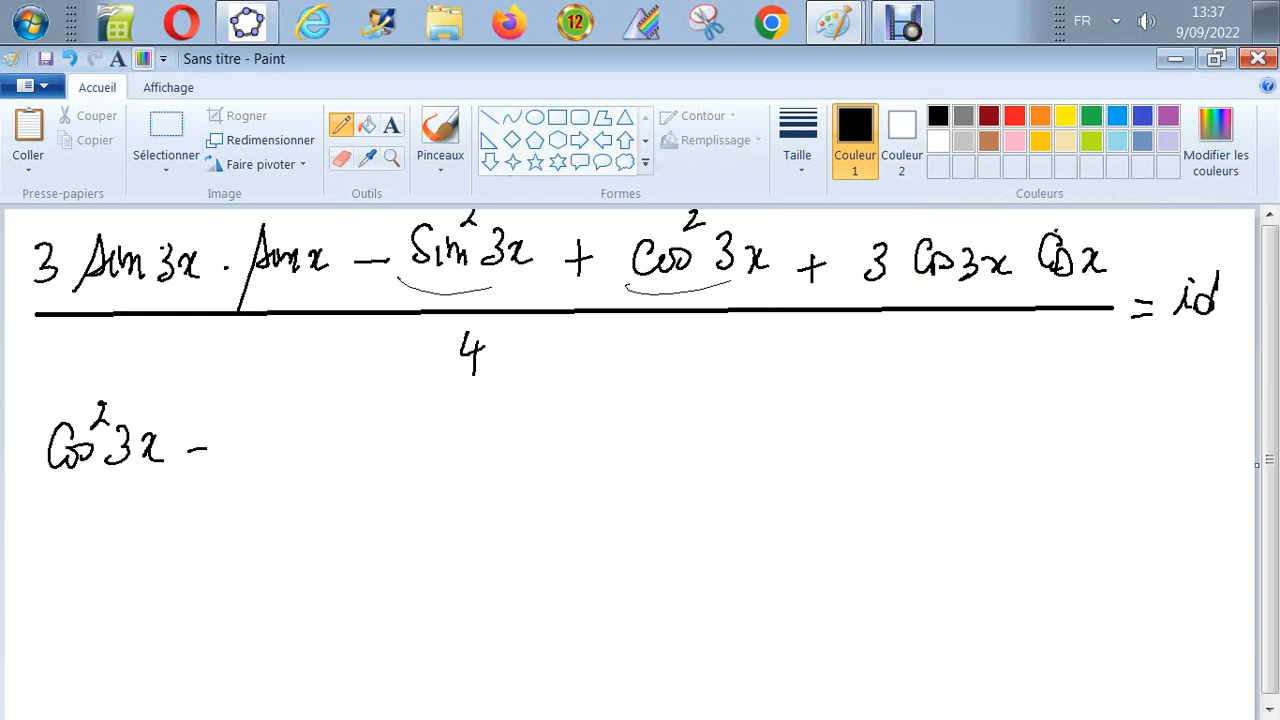 FR
13:37
9/09/2022
12
Sans titre - Paint
Accueil
Affichage
Coller
Couper
Copier
Presse-papiers
Sélectionner
Rogner
Redimensionner
Faire pivoter
Image
Outils
Pinceaux
Contour
Remplissage
Formes
Taille
Couleur
1
Couleur
2
Modifier les
couleurs
Couleurs
3 sin 3x . sin x - Sin² 3x + Cos² 3x + 3 Cos 3x Cos x
= id
4
Cos² 3x -